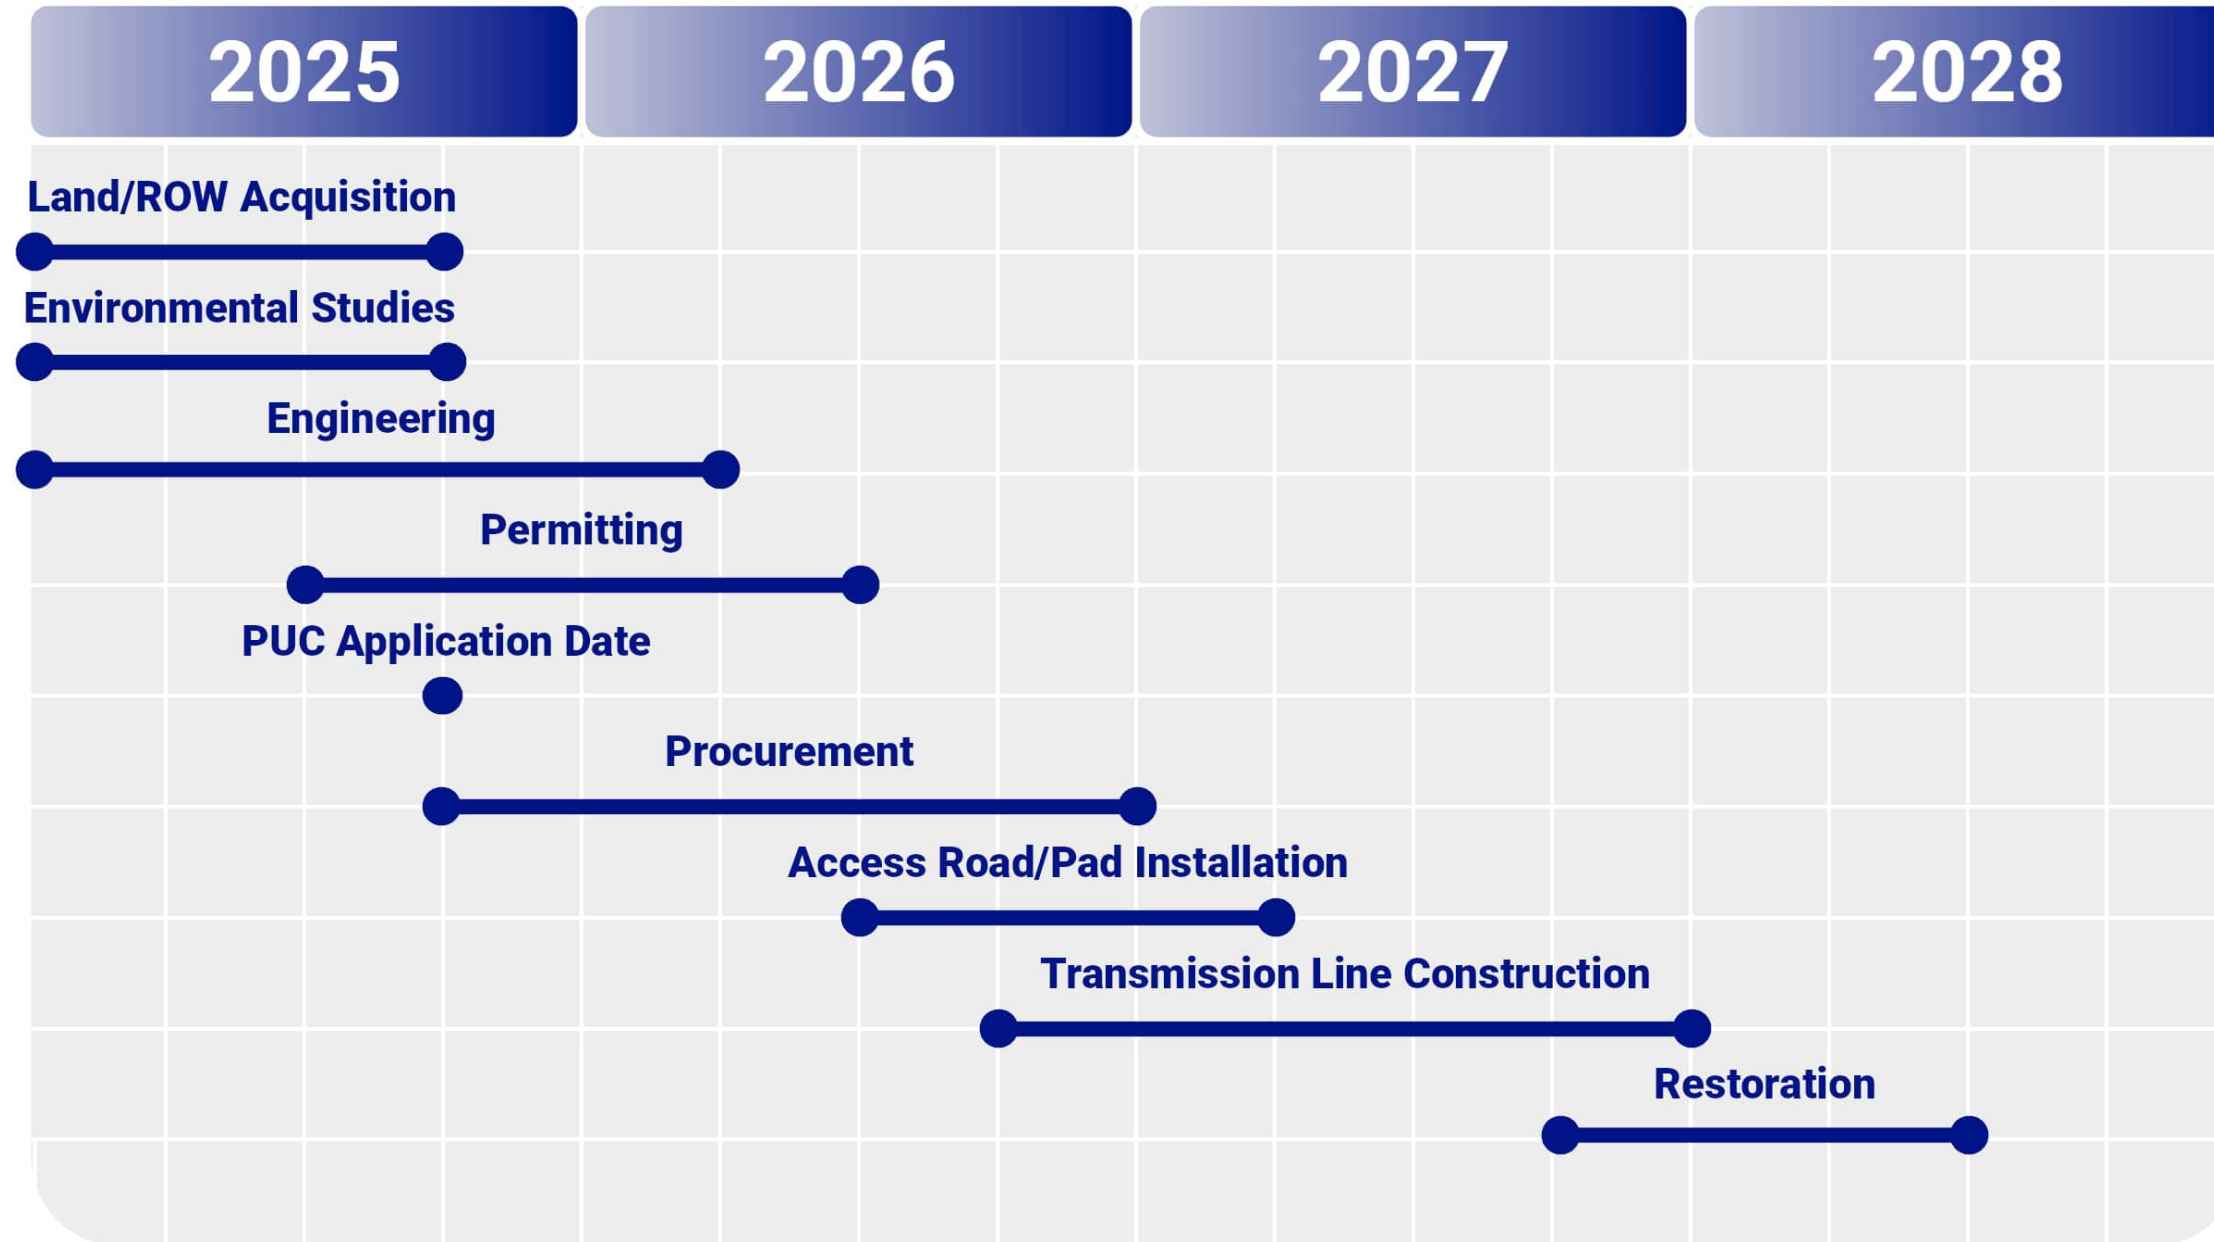 2025 2026 2027 2028
Land/ROW Acquisition
Environmental Studies
Engineering
Permitting
PUC Application Date
Procurement
Access Road/Pad Installation
Transmission Line Construction
Restoration